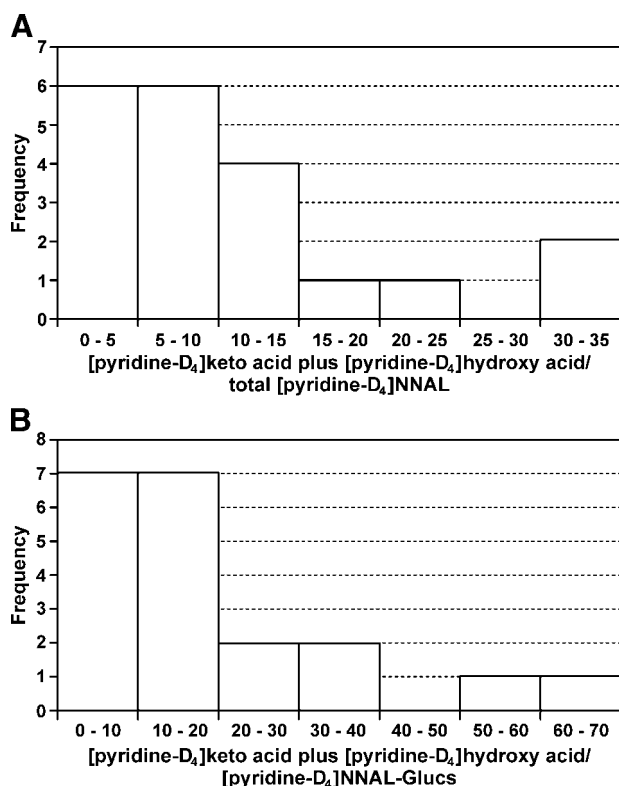 A
7
6
5
4
3
2
1
0
Frequency
0 - 5 5 - 10 10 - 15 15 - 20 20 - 25 25 - 30 30 - 35
[pyridine-D₄]keto acid plus [pyridine-D₄]hydroxy acid/
total [pyridine-D₄]NNAL
B
8
7
6
5
4
3
2
1
0
Frequency
0 - 10 10 - 20 20 - 30 30 - 40 40 - 50 50 - 60 60 - 70
[pyridine-D₄]keto acid plus [pyridine-D₄]hydroxy acid/
[pyridine-D₄]NNAL-Glucs